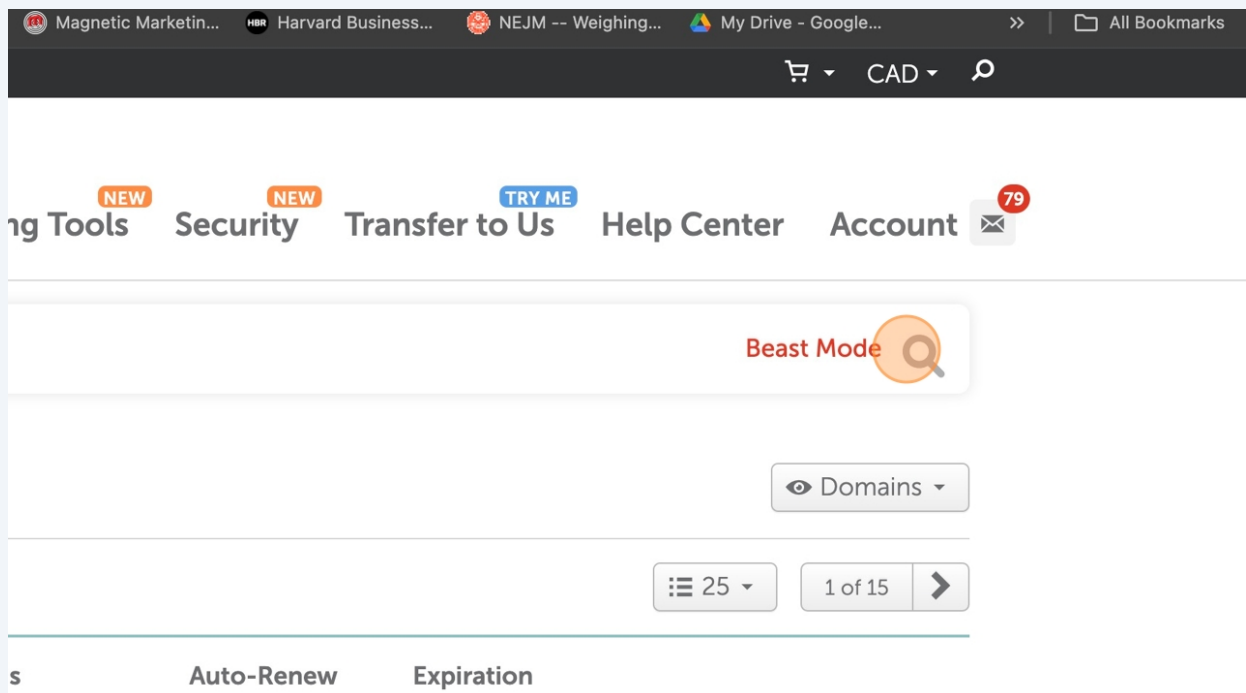 Magnetic Marketin... HBR Harvard Business... NEJM -- Weighing... My Drive - Google... >> All Bookmarks
CAD
NEW NEW TRY ME 79
ng Tools Security Transfer to Us Help Center Account
Beast Mode
Domains
25 1 of 15
s Auto-Renew Expiration